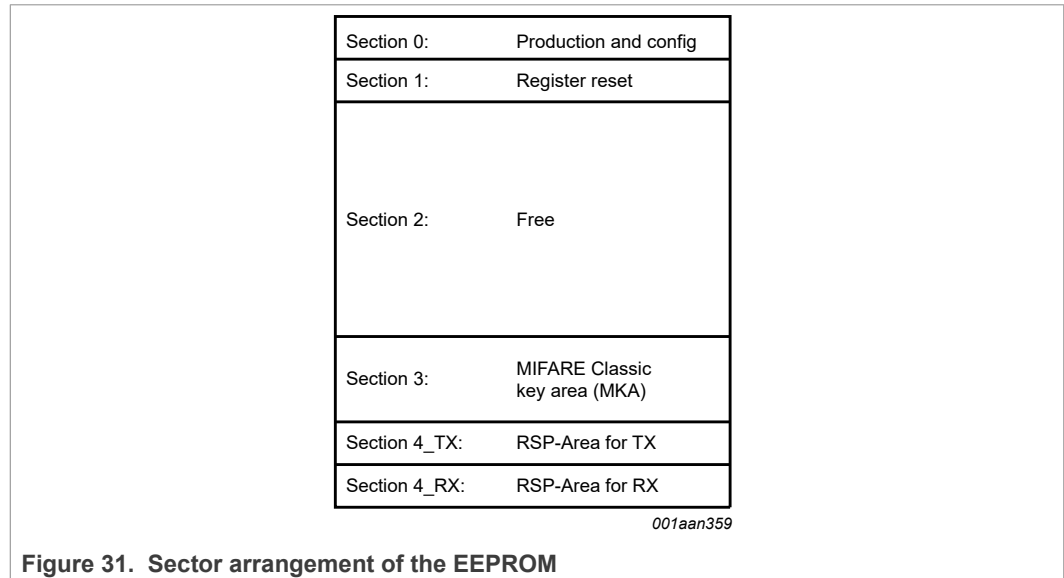 Section 0: Production and config
Section 1: Register reset
Section 2: Free
Section 3: MIFARE Classic
key area (MKA)
Section 4_TX: RSP-Area for TX
Section 4_RX: RSP-Area for RX
001aan359
Figure 31. Sector arrangement of the EEPROM